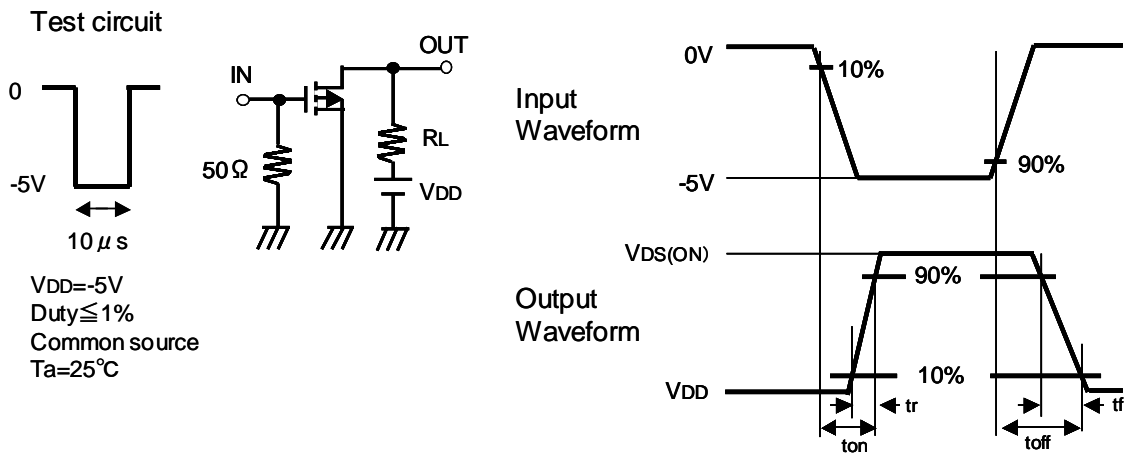 Test circuit
0
-5V
10μs
IN
OUT
50Ω
RL
VDD
VDD=-5V
Duty≦1%
Common source
Ta=25℃
Input
Waveform
0V
10%
-5V
90%
Output
Waveform
VDS(ON)
90%
10%
VDD
tr
tf
ton
toff